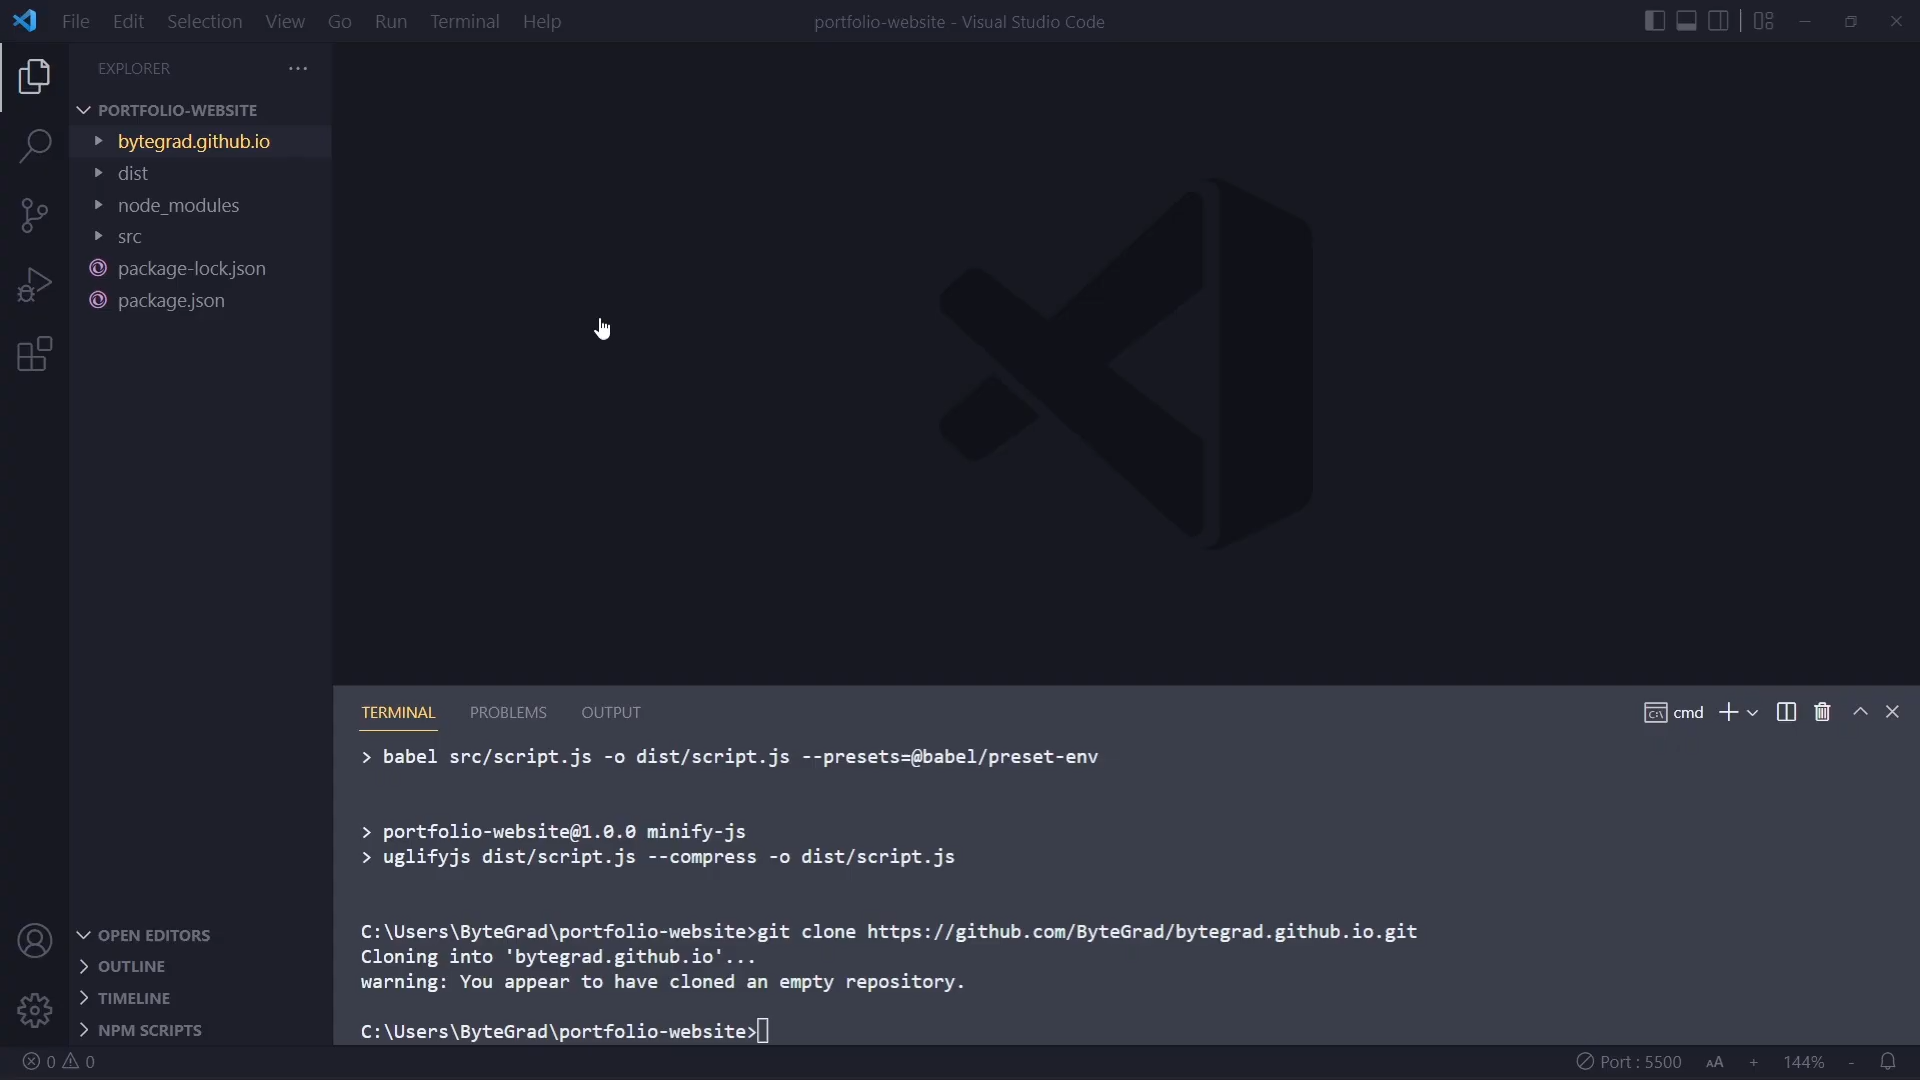 File Edit Selection View Go Run Terminal Help
portfolio-website - Visual Studio Code
EXPLORER
PORTFOLIO-WEBSITE
bytegrad.github.io
dist
node_modules
src
package-lock.json
package.json
OPEN EDITORS
OUTLINE
TIMELINE
NPM SCRIPTS
TERMINAL PROBLEMS OUTPUT
cmd
> babel src/script.js -o dist/script.js --presets=@babel/preset-env
> portfolio-website@1.0.0 minify-js
> uglifyjs dist/script.js --compress -o dist/script.js
C:\Users\ByteGrad\portfolio-website>git clone https://github.com/ByteGrad/bytegrad.github.io.git
Cloning into 'bytegrad.github.io'...
warning: You appear to have cloned an empty repository.
C:\Users\ByteGrad\portfolio-website>
0 0
Port : 5500 AA + 144% -